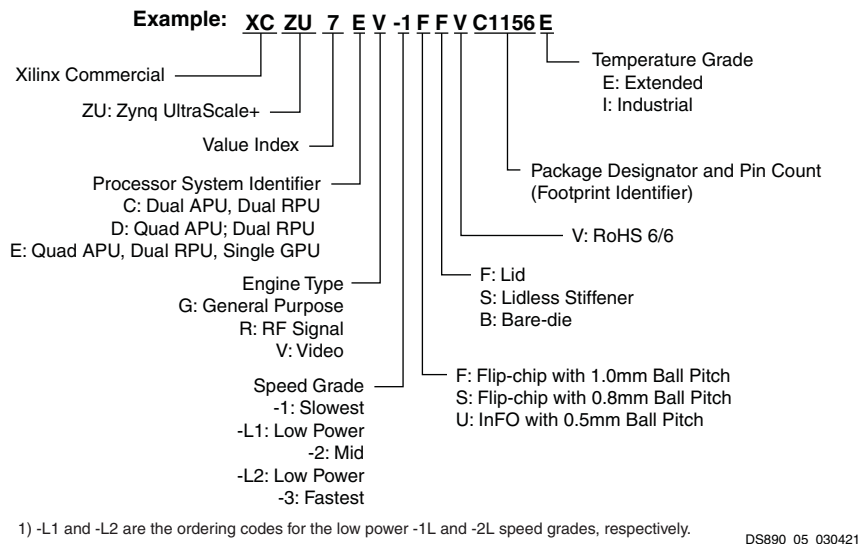 Example: XC ZU 7 E V -1 F F V C1156 E
Xilinx Commercial
ZU: Zynq UltraScale+
Value Index
Processor System Identifier
C: Dual APU, Dual RPU
D: Quad APU; Dual RPU
E: Quad APU, Dual RPU, Single GPU
Engine Type
G: General Purpose
R: RF Signal
V: Video
Speed Grade
-1: Slowest
-L1: Low Power
-2: Mid
-L2: Low Power
-3: Fastest
Temperature Grade
E: Extended
I: Industrial
Package Designator and Pin Count
(Footprint Identifier)
V: RoHS 6/6
F: Lid
S: Lidless Stiffener
B: Bare-die
F: Flip-chip with 1.0mm Ball Pitch
S: Flip-chip with 0.8mm Ball Pitch
U: InFO with 0.5mm Ball Pitch
1) -L1 and -L2 are the ordering codes for the low power -1L and -2L speed grades, respectively.
DS890_05_030421